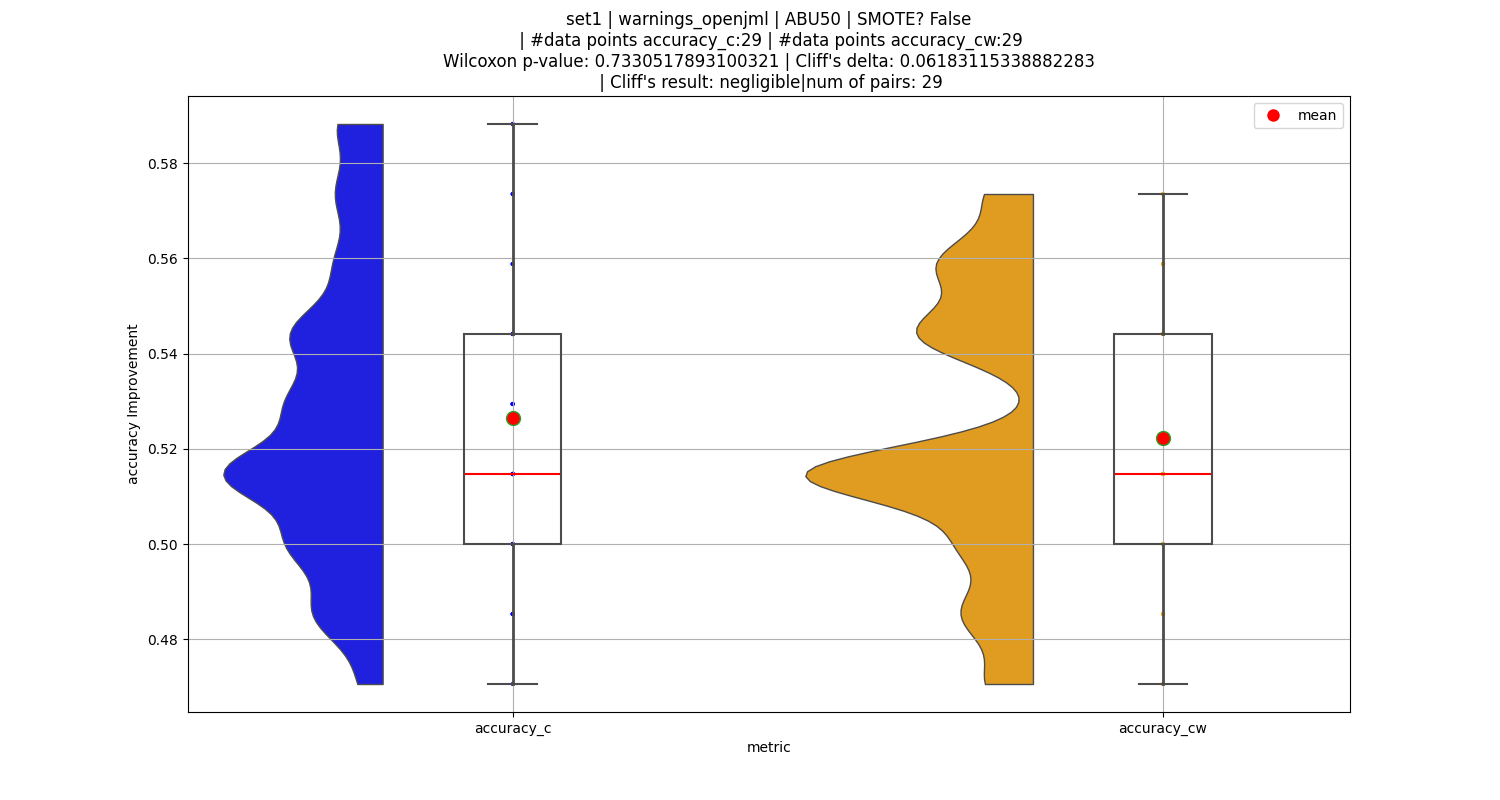 set1 | warnings_openjml | ABU50 | SMOTE? False
| #data points accuracy_c:29 | #data points accuracy_cw:29
Wilcoxon p-value: 0.7330517893100321 | Cliff's delta: 0.06183115338882283
| Cliff's result: negligible|num of pairs: 29
mean
0.58
0.56
0.54
0.52
0.50
0.48
accuracy Improvement
accuracy_c
accuracy_cw
metric